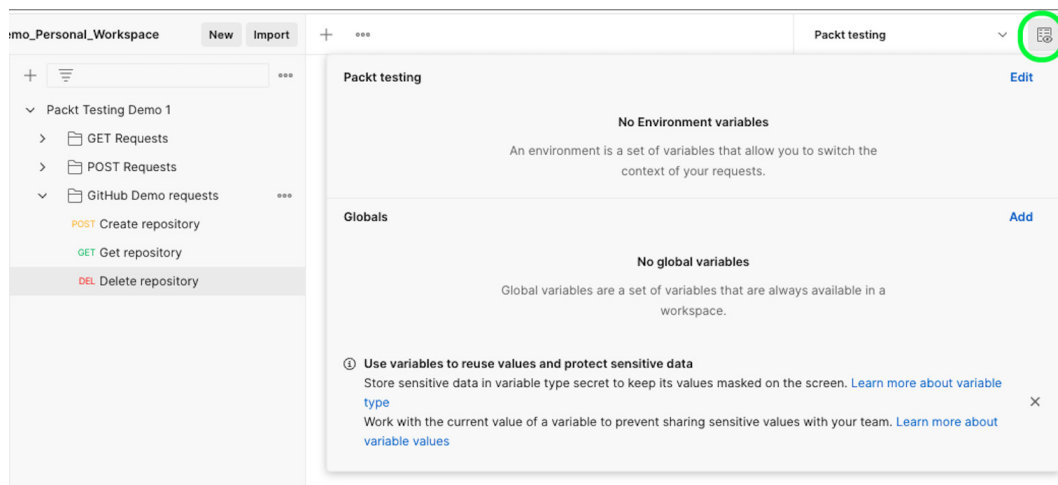 emo_Personal_Workspace New Import Packt testing
Packt testing Edit
No Environment variables
An environment is a set of variables that allow you to switch the
context of your requests.
Globals Add
No global variables
Global variables are a set of variables that are always available in a
workspace.
Use variables to reuse values and protect sensitive data
Store sensitive data in variable type secret to keep its values masked on the screen. Learn more about variable
type
Work with the current value of a variable to prevent sharing sensitive values with your team. Learn more about
variable values
Packt Testing Demo 1
GET Requests
POST Requests
GitHub Demo requests
POST Create repository
GET Get repository
DEL Delete repository